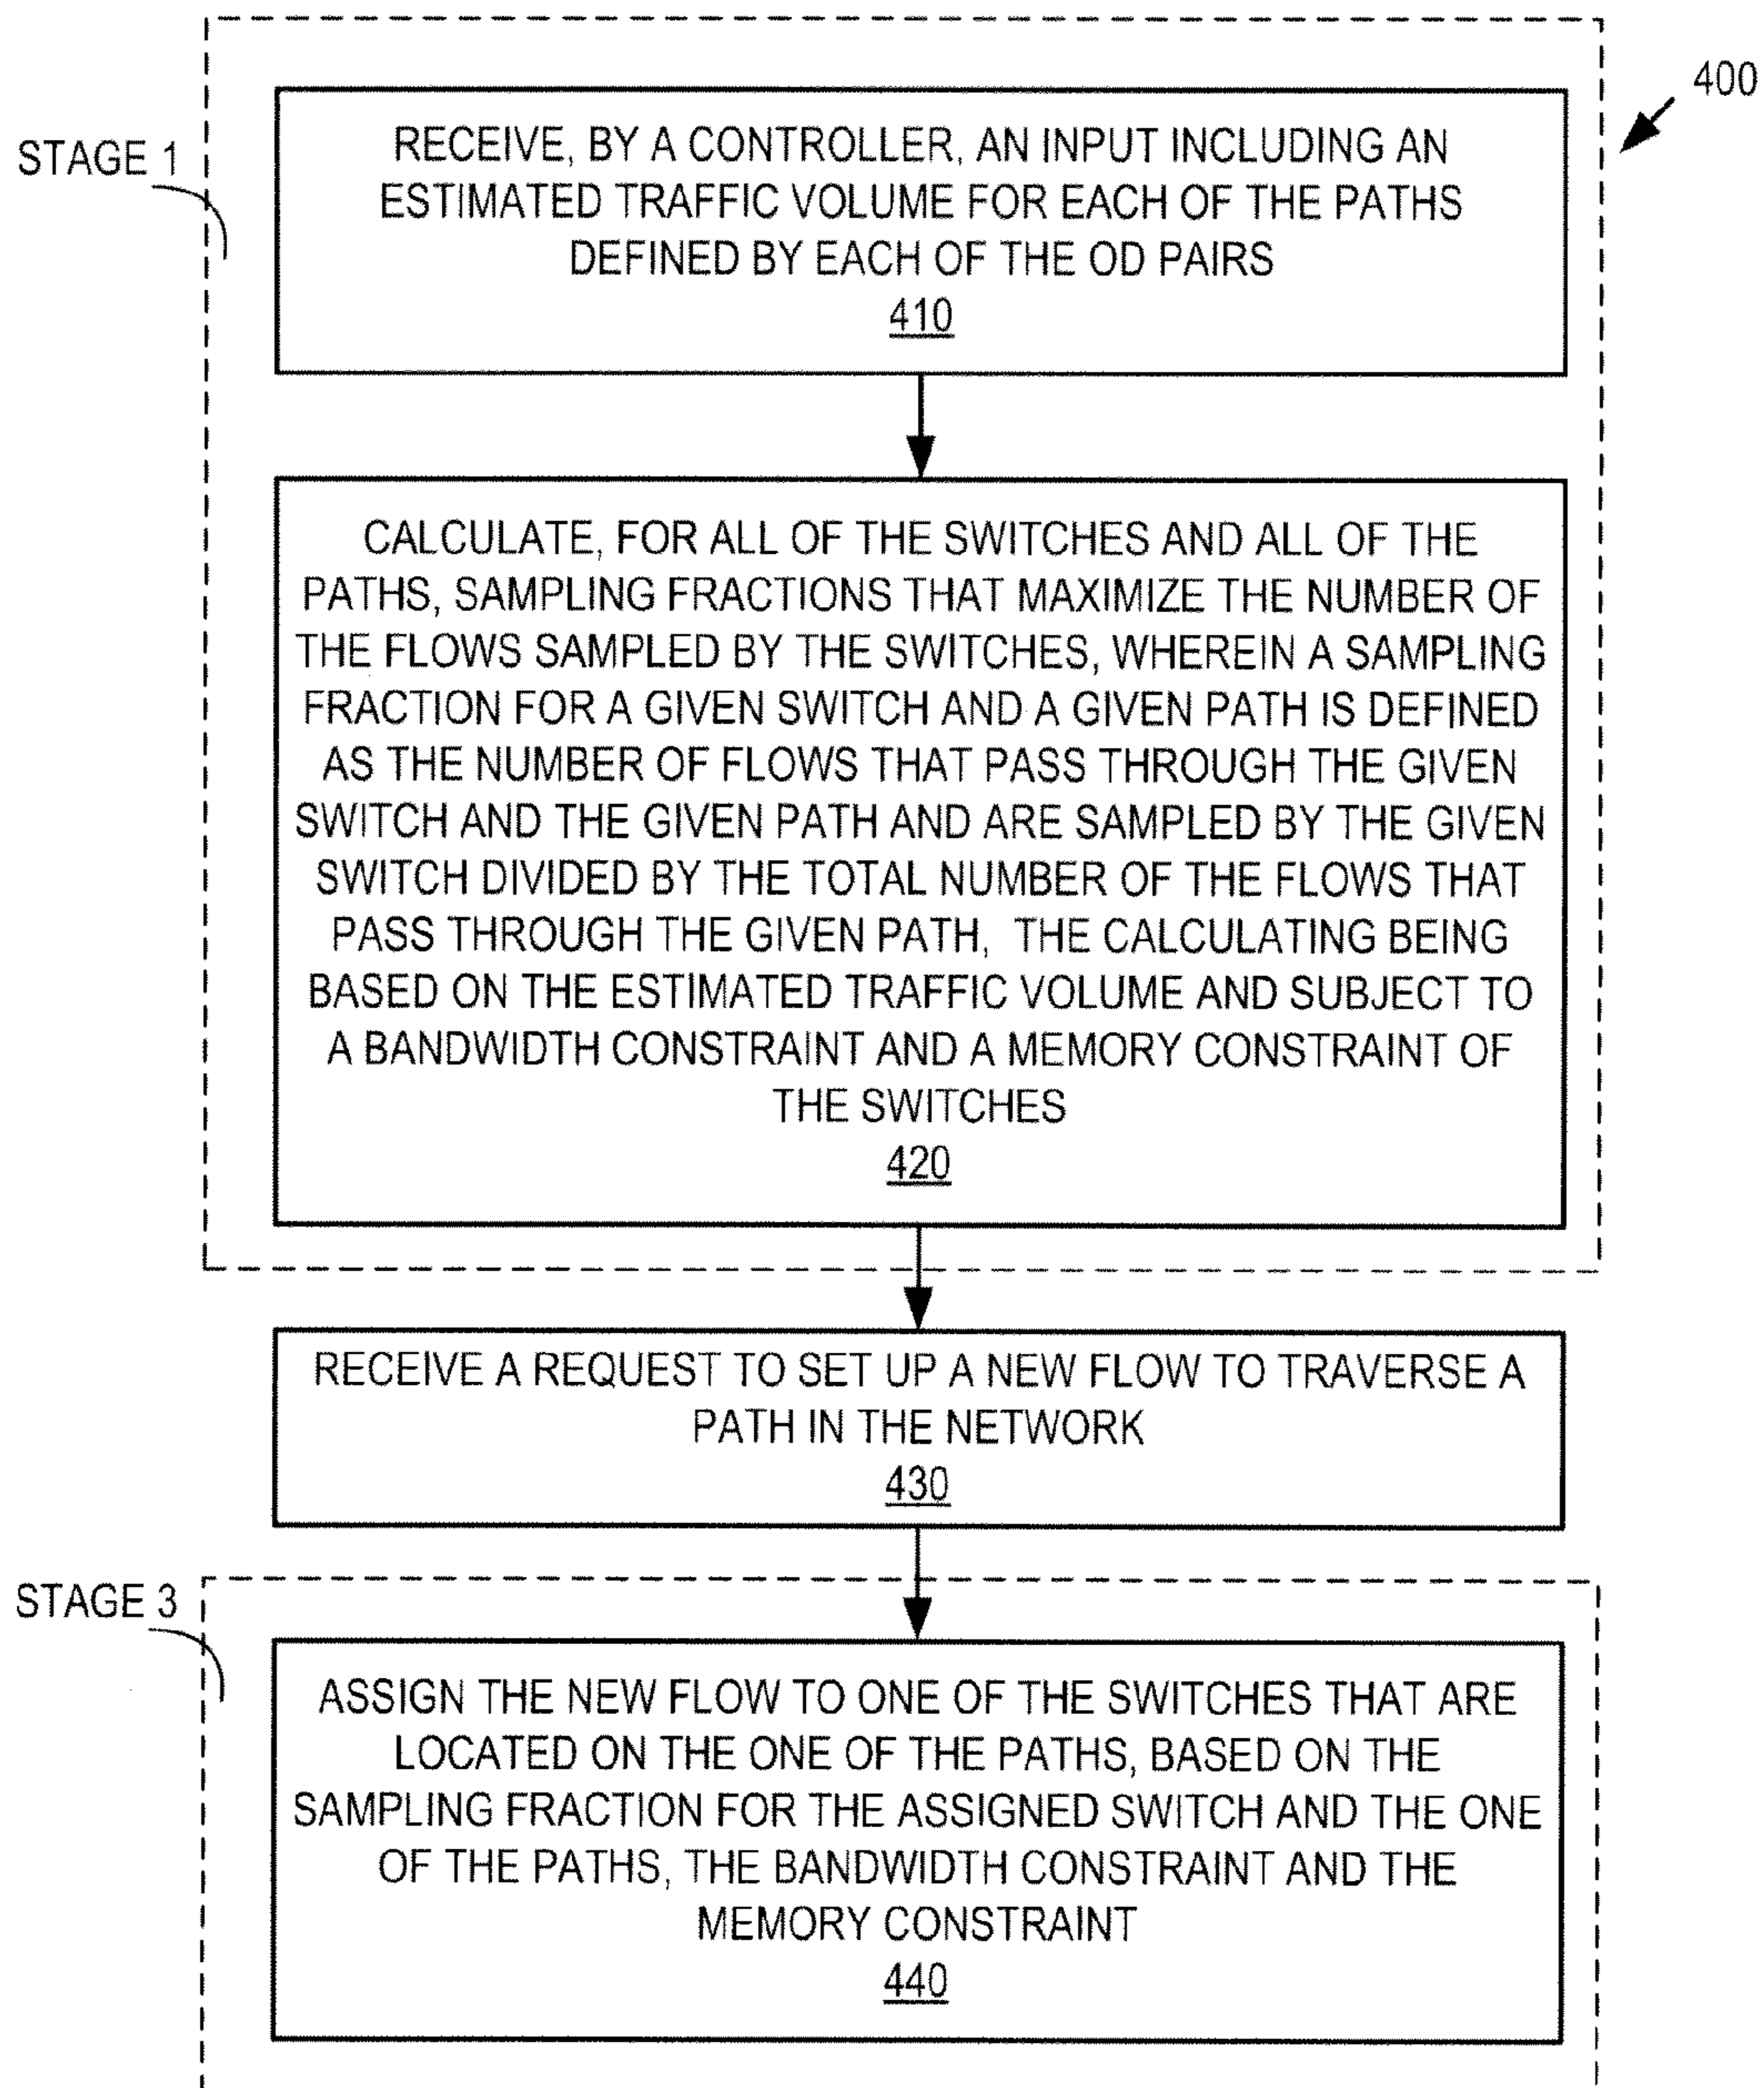 400
STAGE 1
RECEIVE, BY A CONTROLLER, AN INPUT INCLUDING AN
ESTIMATED TRAFFIC VOLUME FOR EACH OF THE PATHS
DEFINED BY EACH OF THE OD PAIRS
410
CALCULATE, FOR ALL OF THE SWITCHES AND ALL OF THE
PATHS, SAMPLING FRACTIONS THAT MAXIMIZE THE NUMBER OF
THE FLOWS SAMPLED BY THE SWITCHES, WHEREIN A SAMPLING
FRACTION FOR A GIVEN SWITCH AND A GIVEN PATH IS DEFINED
AS THE NUMBER OF FLOWS THAT PASS THROUGH THE GIVEN
SWITCH AND THE GIVEN PATH AND ARE SAMPLED BY THE GIVEN
SWITCH DIVIDED BY THE TOTAL NUMBER OF THE FLOWS THAT
PASS THROUGH THE GIVEN PATH, THE CALCULATING BEING
BASED ON THE ESTIMATED TRAFFIC VOLUME AND SUBJECT TO
A BANDWIDTH CONSTRAINT AND A MEMORY CONSTRAINT OF
THE SWITCHES
420
RECEIVE A REQUEST TO SET UP A NEW FLOW TO TRAVERSE A
PATH IN THE NETWORK
430
STAGE 3
ASSIGN THE NEW FLOW TO ONE OF THE SWITCHES THAT ARE
LOCATED ON THE ONE OF THE PATHS, BASED ON THE
SAMPLING FRACTION FOR THE ASSIGNED SWITCH AND THE ONE
OF THE PATHS, THE BANDWIDTH CONSTRAINT AND THE
MEMORY CONSTRAINT
440